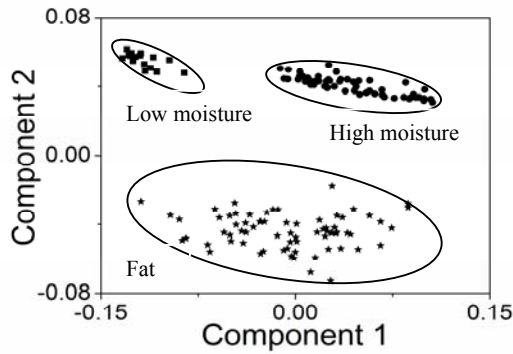 0.08
Low moisture
High moisture
Component 2
0.00
Fat
-0.08
-0.15
0.00
0.15
Component 1